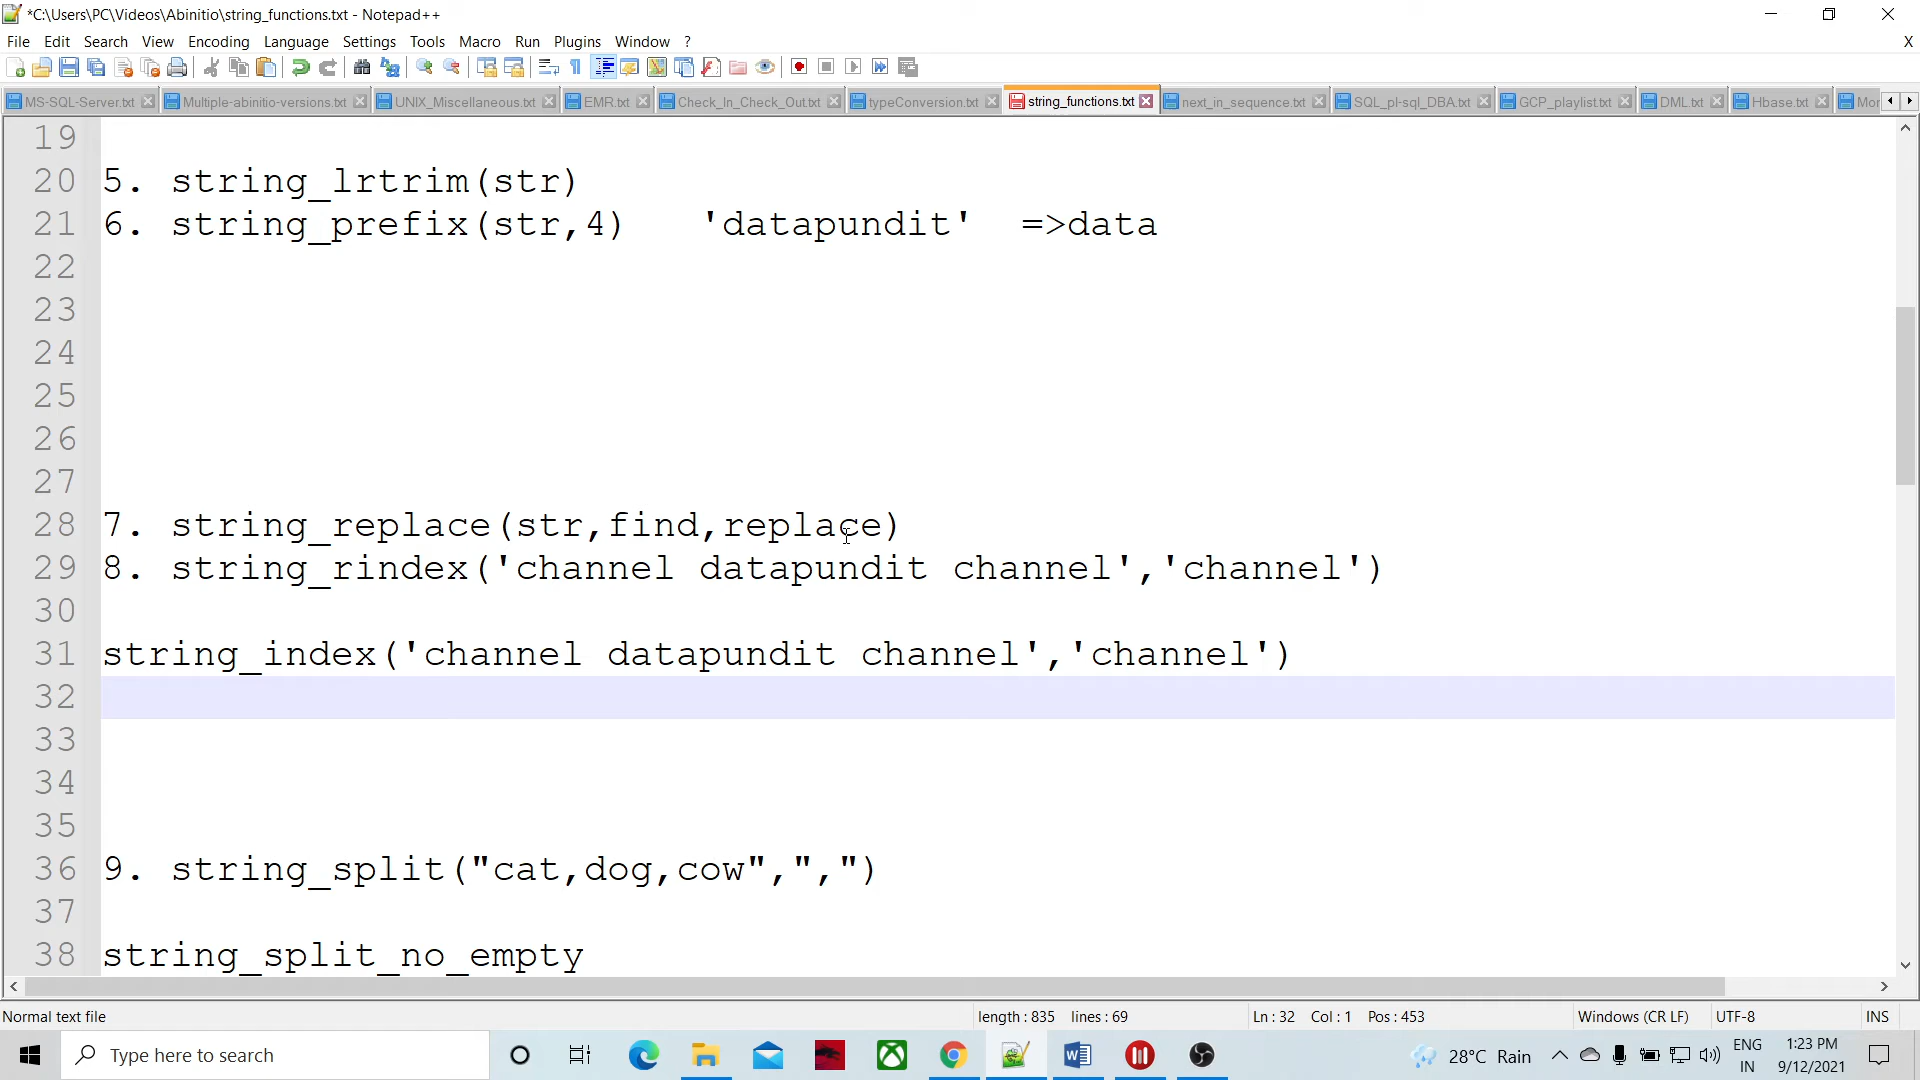 *C:\Users\PC\Videos\Abinitio\string_functions.txt - Notepad++
File Edit Search View Encoding Language Settings Tools Macro Run Plugins Window ? X
MS-SQL-Server.txt Multiple-abinitio-versions.txt UNIX_Miscellaneous.txt EMR.txt Check_In_Check_Out.txt typeConversion.txt string_functions.txt next_in_sequence.txt SQL_pl-sql_DBA.txt GCP_playlist.txt DML.txt Hbase.txt Mor
19
20 5. string_lrtrim(str)
21 6. string_prefix(str,4) 'datapundit' =>data
22
23
24
25
26
27
28 7. string_replace(str,find,replace)
29 8. string_rindex('channel datapundit channel','channel')
30
31 string_index('channel datapundit channel','channel')
32
33
34
35
36 9. string_split("cat,dog,cow",",")
37
38 string_split_no_empty
Normal text file length : 835 lines : 69 Ln : 32 Col : 1 Pos : 453 Windows (CR LF) UTF-8 INS
Type here to search 28°C Rain ENG IN 1:23 PM 9/12/2021